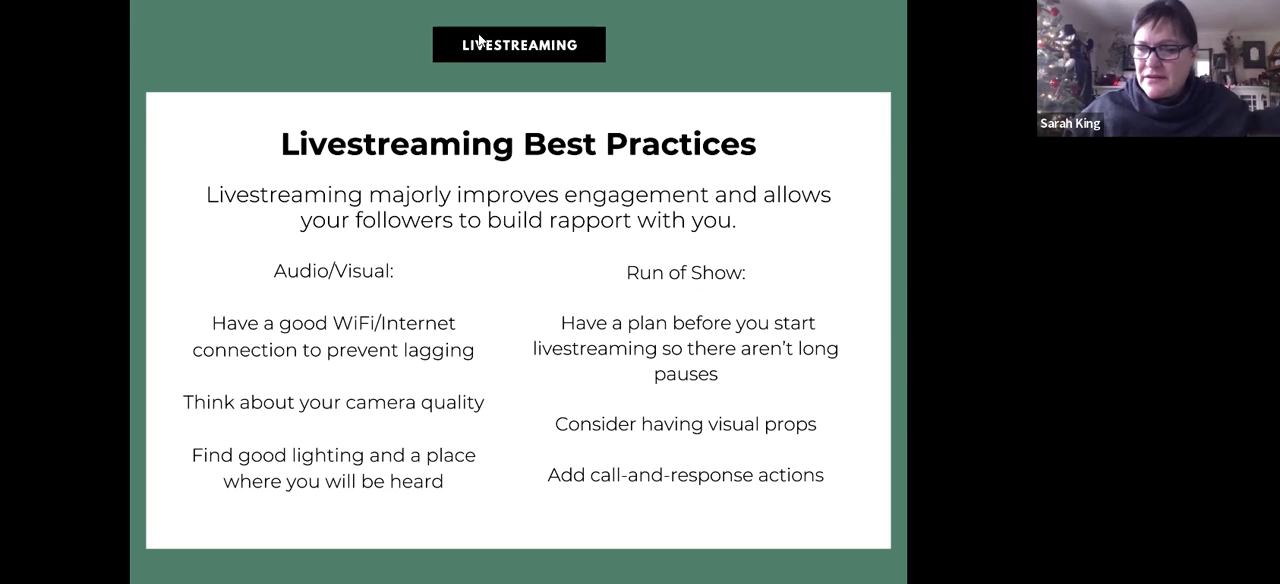 LIVESTREAMING
Livestreaming Best Practices
Livestreaming majorly improves engagement and allows
your followers to build rapport with you.
Audio/Visual:
Have a good WiFi/Internet
connection to prevent lagging
Think about your camera quality
Find good lighting and a place
where you will be heard
Run of Show:
Have a plan before you start
livestreaming so there aren’t long
pauses
Consider having visual props
Add call-and-response actions
Sarah King